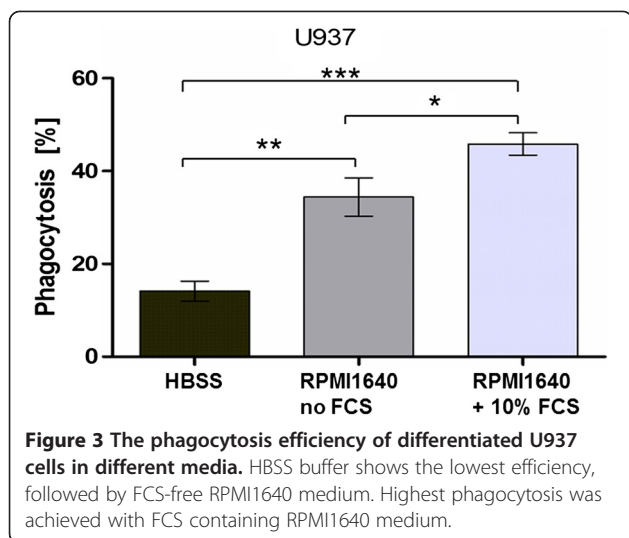 U937
60
***
*
**
40
20
0
Phagocytosis [%]
HBSS
RPMI1640
no FCS
RPMI1640
+ 10% FCS
Figure 3 The phagocytosis efficiency of differentiated U937
cells in different media. HBSS buffer shows the lowest efficiency,
followed by FCS-free RPMI1640 medium. Highest phagocytosis was
achieved with FCS containing RPMI1640 medium.